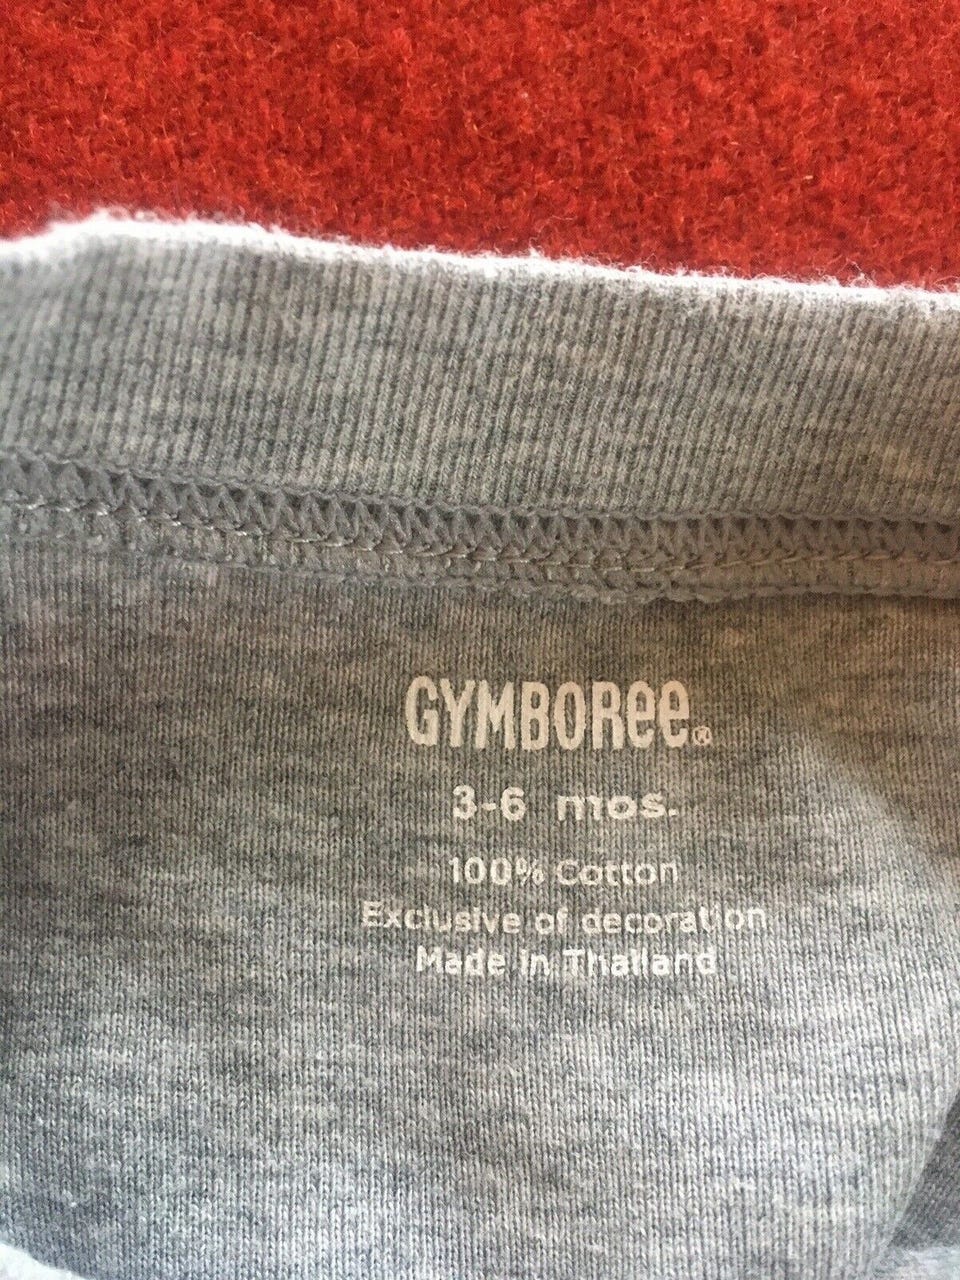 GYMBOREE®
3-6 mos.
100% Cotton
Exclusive of decoration
Made in Thailand